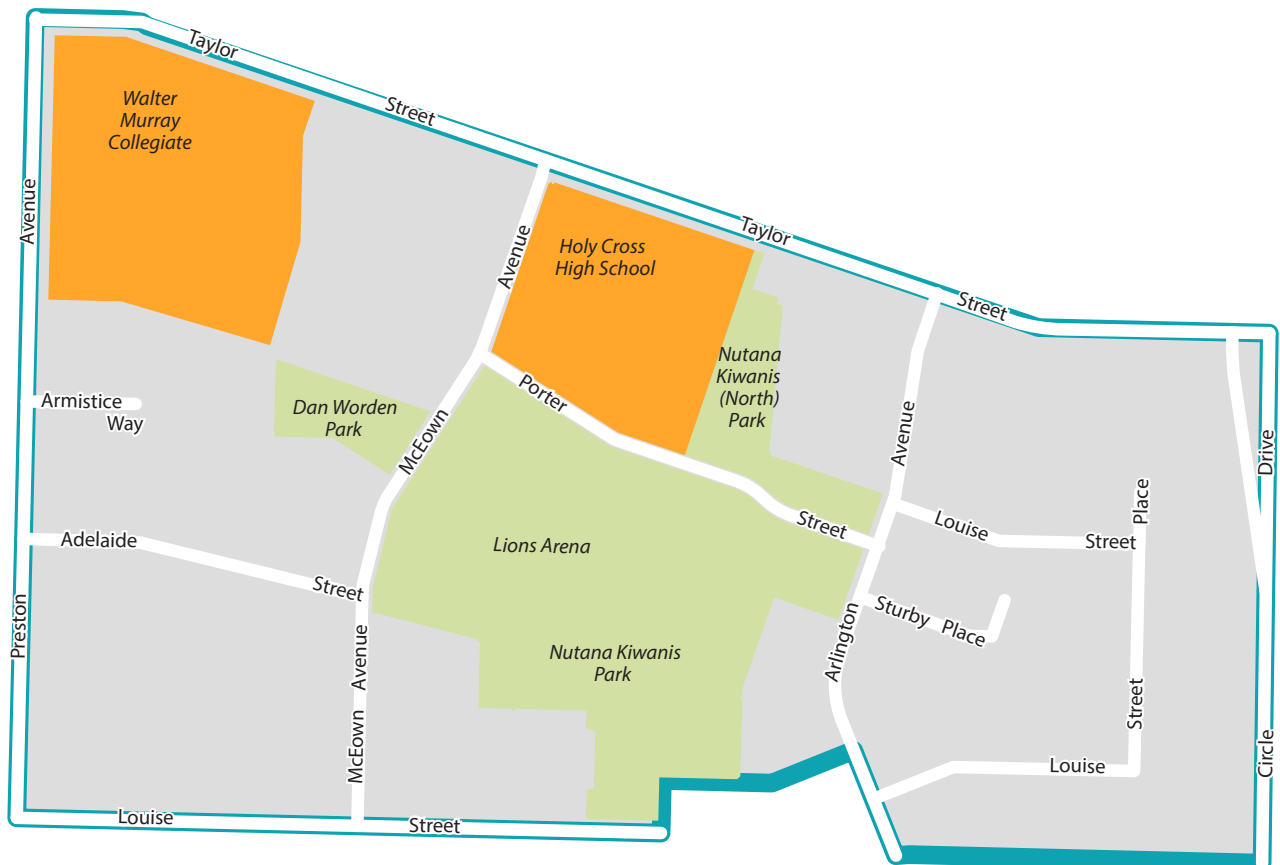 Taylor
Street
Walter
Murray
Collegiate
Avenue
Taylor
Holy Cross
High School
Avenue
Street
Nutana
Kiwanis
(North)
Park
Porter
Dan Worden
Park
Armistice
Way
McEown
Avenue
Drive
Place
Louise
Street
Street
Adelaide
Street
Lions Arena
Sturby Place
Preston
Arlington
Avenue
Nutana Kiwanis
Park
Street
McEown
Louise
Circle
Louise
Street